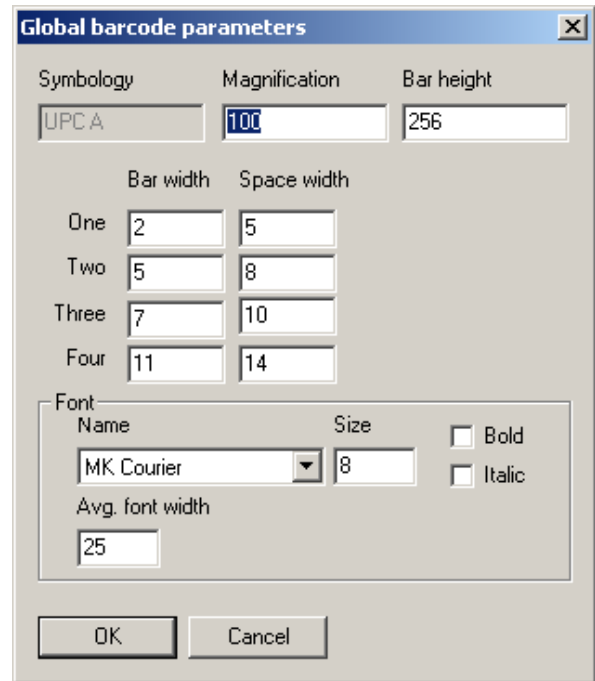 Global barcode parameters
Symbology Magnification Bar height
UPC A 100 256
Bar width Space width
One 2 5
Two 5 8
Three 7 10
Four 11 14
Font
Name Size
Bold
MK Courier 8
Italic
Avg. font width
25
OK Cancel